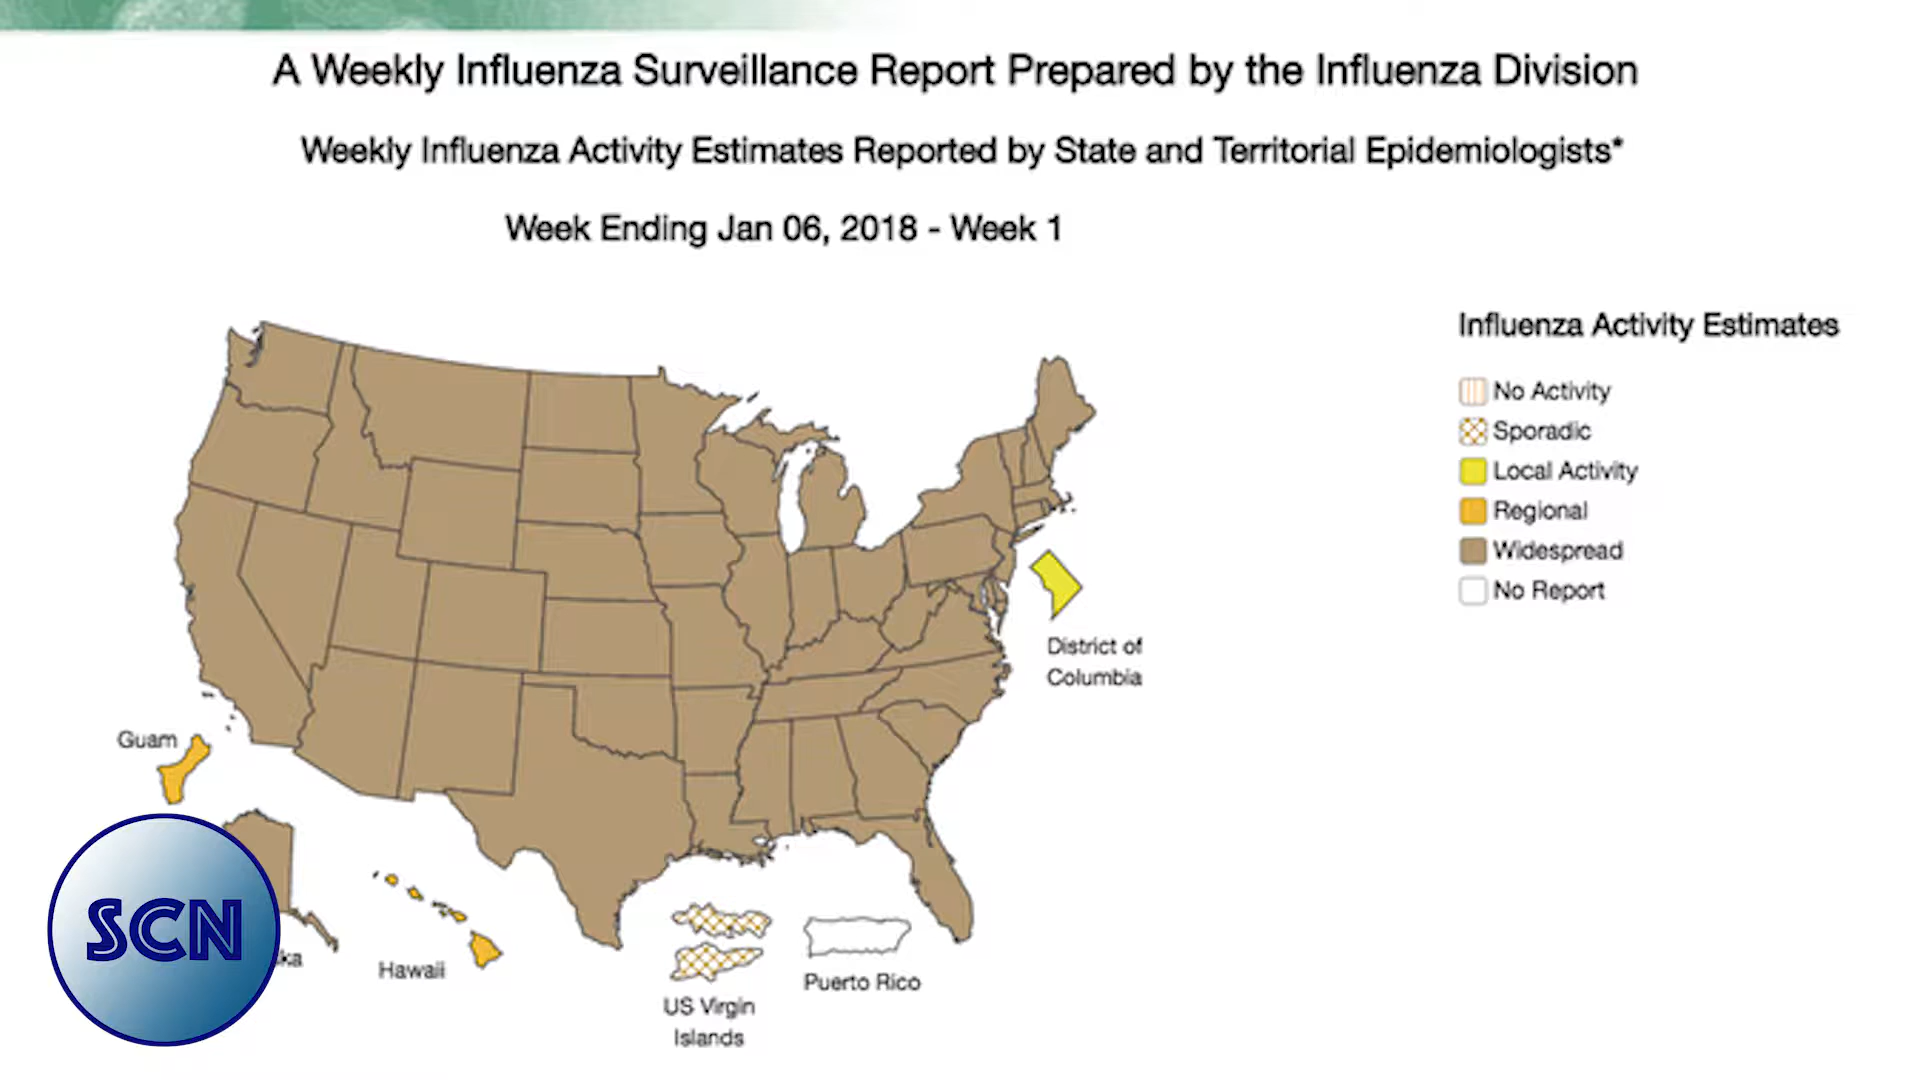 A Weekly Influenza Surveillance Report Prepared by the Influenza Division
Weekly Influenza Activity Estimates Reported by State and Territorial Epidemiologists*
Week Ending Jan 06, 2018 - Week 1
Influenza Activity Estimates
No Activity
Sporadic
Local Activity
Regional
Widespread
No Report
District of
Columbia
Guam
SCN
ka
Hawaii
US Virgin
Islands
Puerto Rico